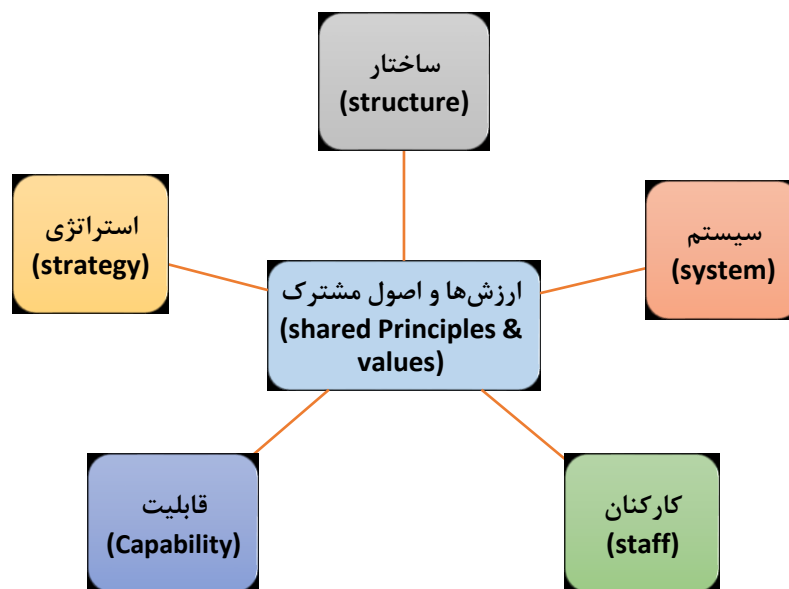 ساختار
(structure)
استراتژی
(strategy)
سیستم
(system)
ارزش‌ها و اصول مشترک
(shared Principles &
values)
قابلیت
(Capability)
کارکنان
(staff)